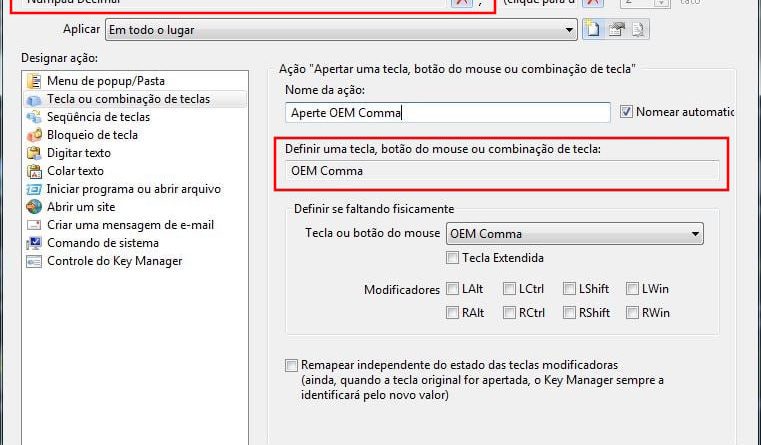 Numpad Decimal , (clique para u 2 tato
Aplicar Em todo o lugar
Designar ação:
Menu de popup/Pasta
Tecla ou combinação de teclas
Seqüência de teclas
Bloqueio de tecla
Digitar texto
Colar texto
Iniciar programa ou abrir arquivo
Abrir um site
Criar uma mensagem de e-mail
Comando de sistema
Controle do Key Manager
Ação "Apertar uma tecla, botão do mouse ou combinação de tecla"
Nome da ação:
Aperte OEM Comma
Nomear automatic
Definir uma tecla, botão do mouse ou combinação de tecla:
OEM Comma
Definir se faltando fisicamente
Tecla ou botão do mouse OEM Comma
Tecla Extendida
Modificadores LAlt LCtrl LShift LWin
RAlt RCtrl RShift RWin
Remapear independente do estado das teclas modificadoras
(ainda, quando a tecla original for apertada, o Key Manager sempre a
identificará pelo novo valor)